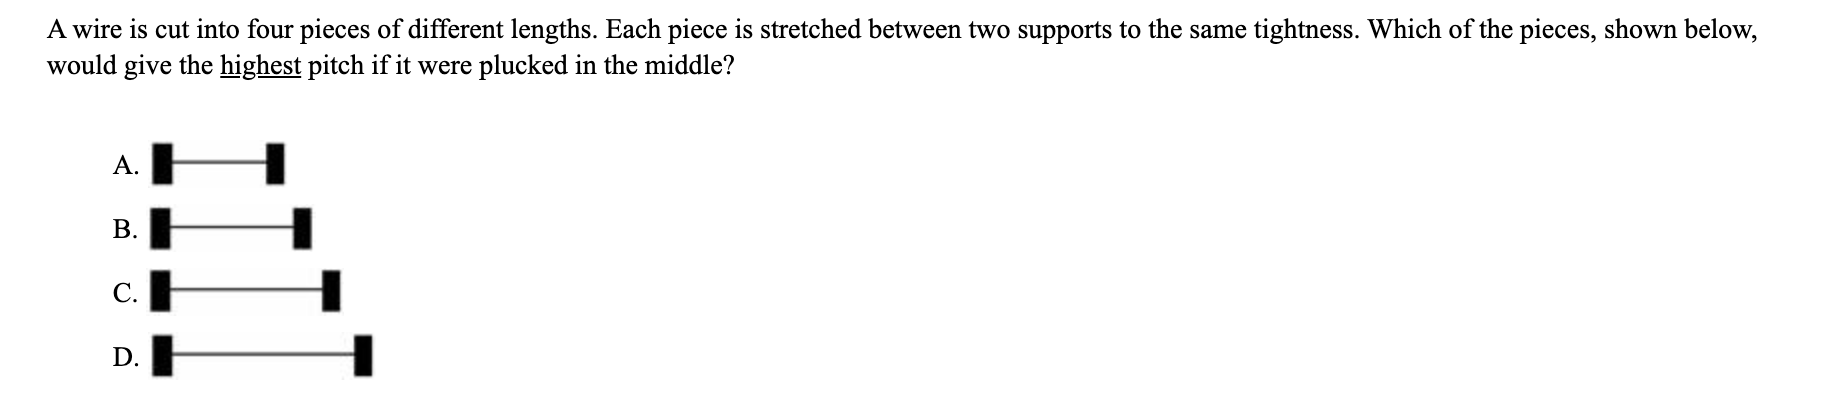 A wire is cut into four pieces of different lengths. Each piece is stretched between two supports to the same tightness. Which of the pieces, shown below,
would give the highest pitch if it were plucked in the middle?
A.
B.
C.
D.